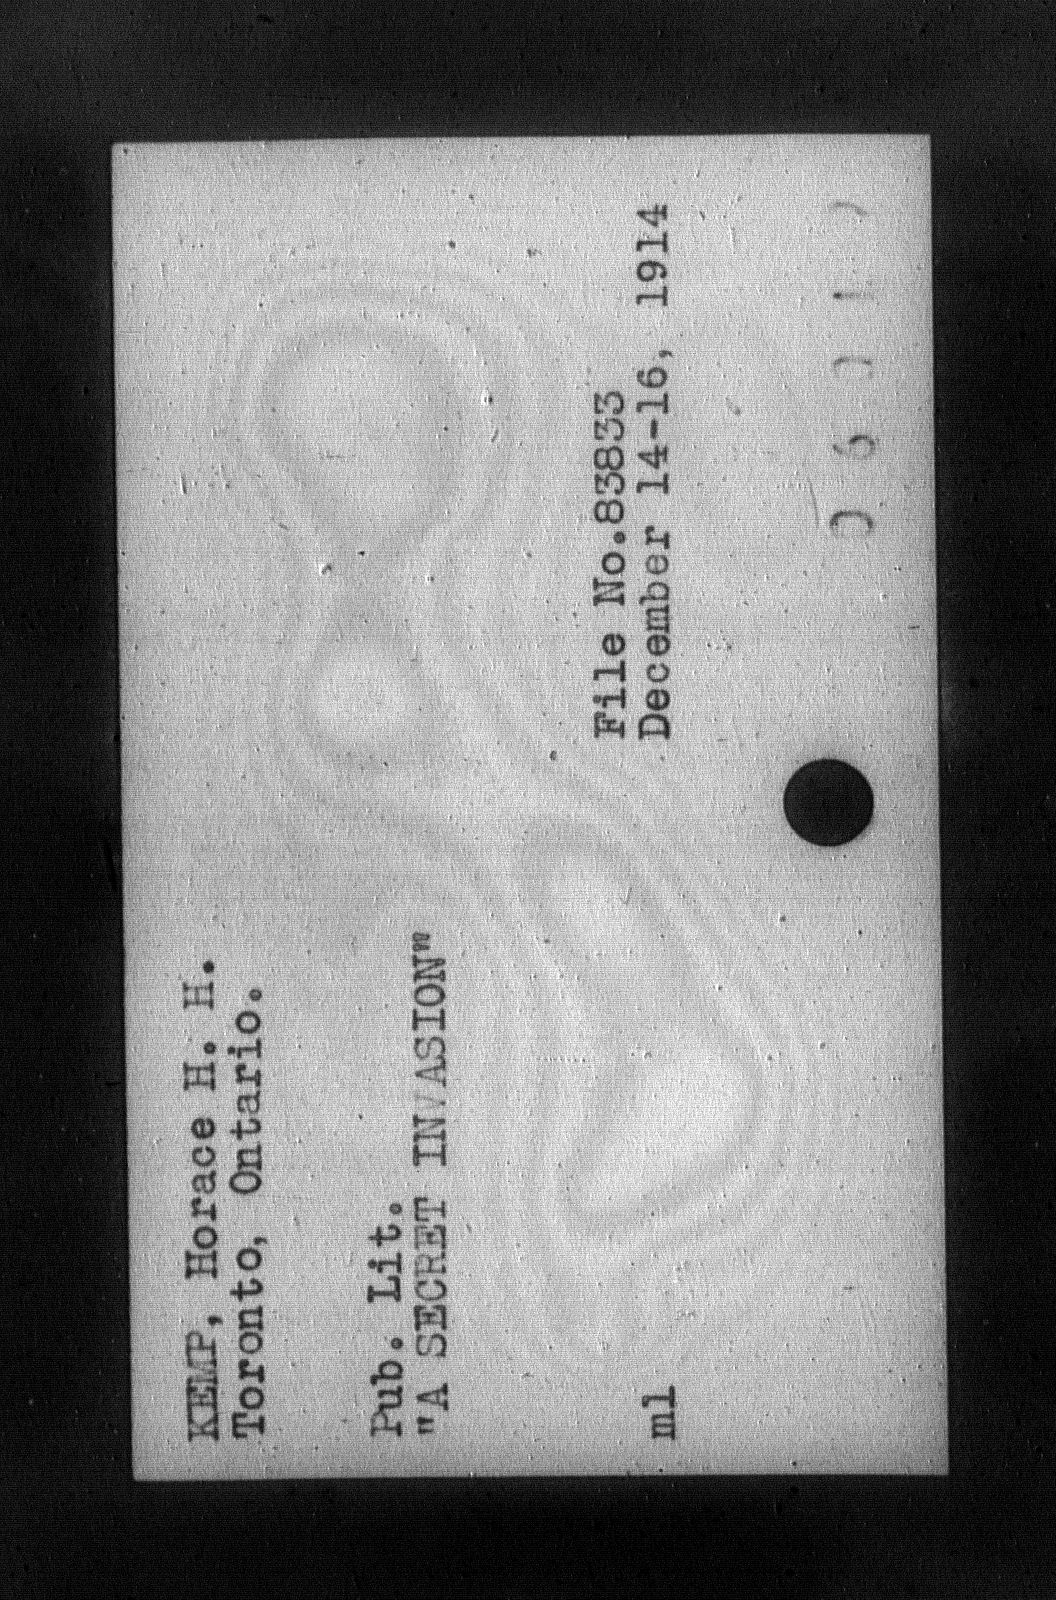 KEMP, Horace H. H.
Toronto, Ontario.
Pub. Lit.
"A SECRET INVASION"
File No.83833
December 14-16, 1914
ml